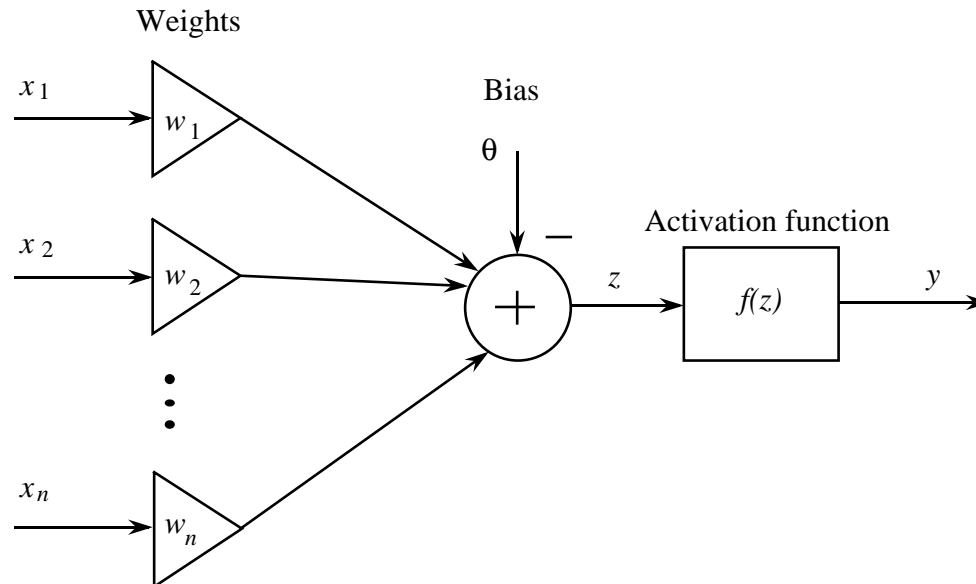 Weights
x1
w1
Bias
θ
−
x2
w2
Activation function
+
z
f(z)
y
xn
wn